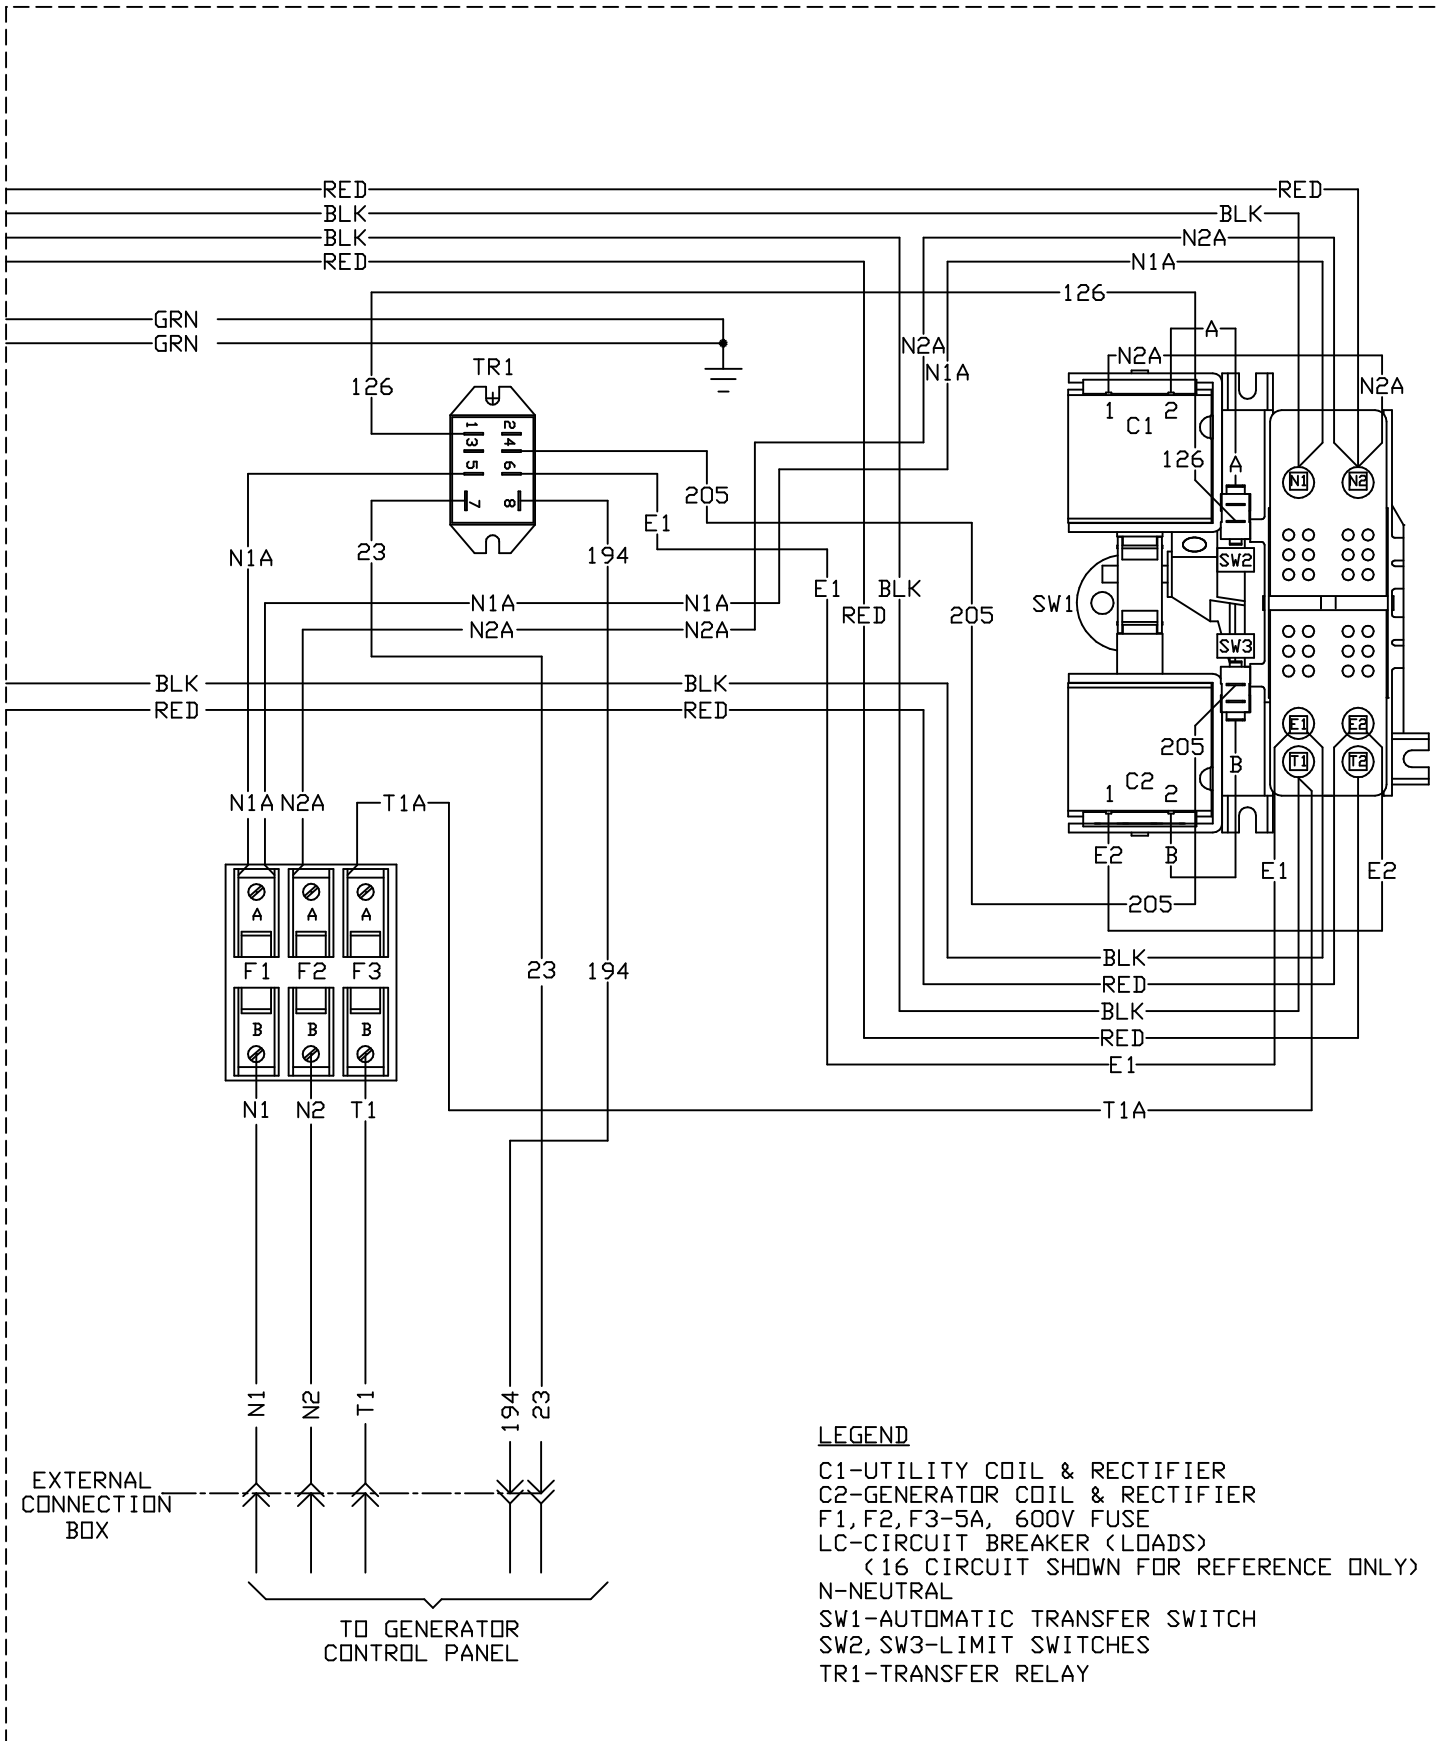 RED RED
BLK BLK
BLK N2A
RED N1A
126
GRN
A
GRN N2A
N2A
TR1
N1A
126 N2A
1 2
C1
1 2
3 4
126 A
5 6
N1 N2
205
7 8
E1
23 194
N1A
SW2
E1 BLK
N1A N1A SW1
RED 205
N2A N2A
SW3
BLK BLK
RED RED
E1 E2
205
B T1 T2
C2
1 2
N1A N2A T1A
E2 B
E1 E2
205
A A A
BLK
F1 F2 F3 23 194
RED
BLK
B B B
RED
E1
N1 N2 T1 T1A
N1 N2 T1 194 23
LEGEND
C1-UTILITY COIL & RECTIFIER
C2-GENERATOR COIL & RECTIFIER
F1,F2,F3-5A, 600V FUSE
LC-CIRCUIT BREAKER (LOADS)
(16 CIRCUIT SHOWN FOR REFERENCE ONLY)
N-NEUTRAL
SW1-AUTOMATIC TRANSFER SWITCH
SW2,SW3-LIMIT SWITCHES
TR1-TRANSFER RELAY
EXTERNAL
CONNECTION
BOX
TO GENERATOR
CONTROL PANEL